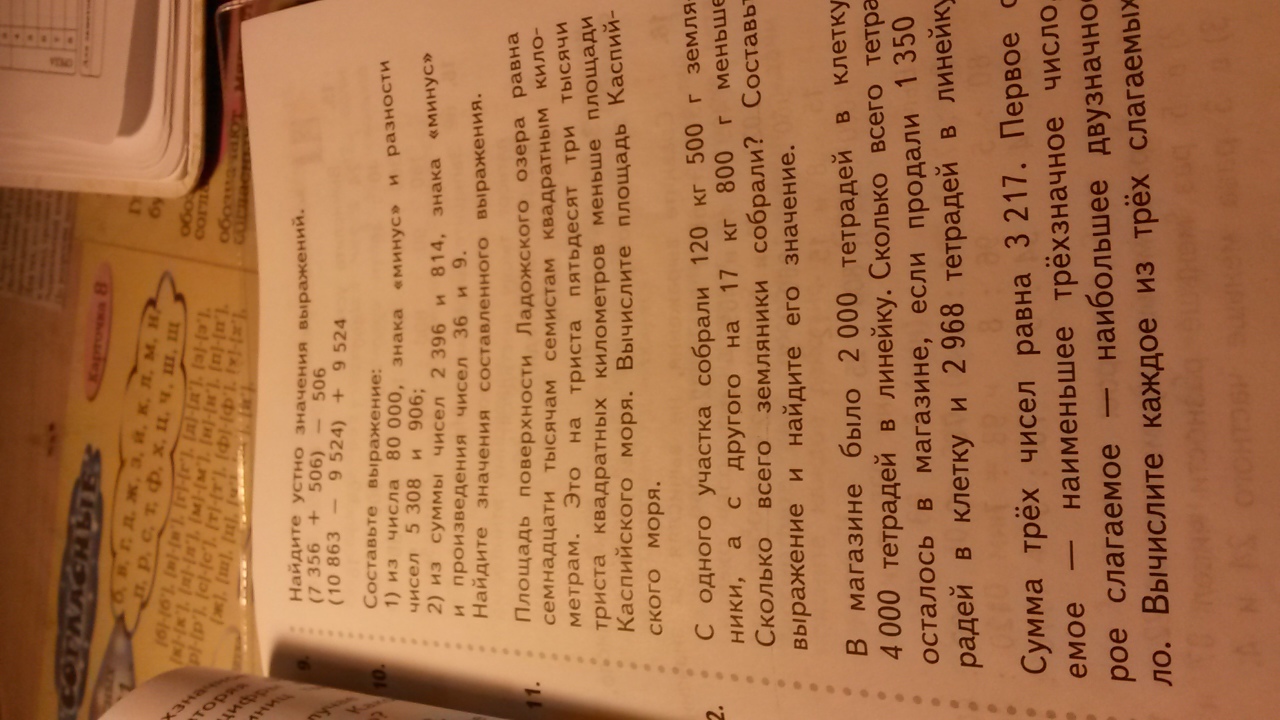 9.
Найдите устно значения выражений.
(7 356 + 506) − 506
(10 863 − 9 524) + 9 524
10.
Составьте выражение:
1) из числа 80 000, знака «минус» и разности
чисел 5 308 и 906;
2) из суммы чисел 2 396 и 814, знака «минус»
и произведения чисел 36 и 9.
Найдите значения составленного выражения.
11.
Площадь поверхности Ладожского озера равна
семнадцати тысячам семистам квадратным кило-
метрам. Это на триста пятьдесят три тысячи
триста квадратных километров меньше площади
Каспийского моря. Вычислите площадь Каспий-
ского моря.
2.
С одного участка собрали 120 кг 500 г земля-
ники, а с другого на 17 кг 800 г меньше
Сколько всего земляники собрали? Составьт
выражение и найдите его значение.
В магазине было 2 000 тетрадей в клетку
4 000 тетрадей в линейку. Сколько всего тетра
осталось в магазине, если продали 1 350
радей в клетку и 2 968 тетрадей в линейку
Сумма трёх чисел равна 3 217. Первое с
емое — наименьшее трёхзначное число,
рое слагаемое — наибольшее двузначно
ло. Вычислите каждое из трёх слагаемых
СОГЛАСНЫЕ
Карточка 8
б, в, г, д, ж, з, й, к, л, м, н,
п, р, с, т, ф, х, ц, ч, ш, щ